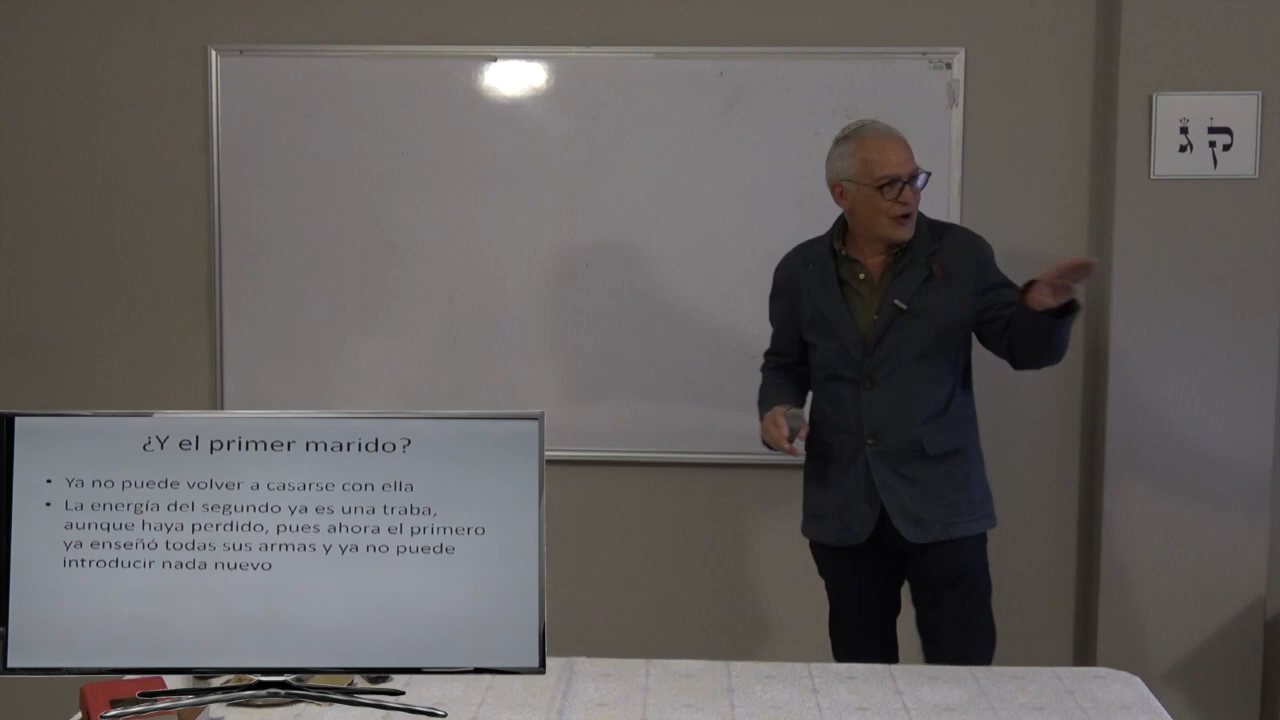 ¿Y el primer marido?
• Ya no puede volver a casarse con ella
• La energía del segundo ya es una traba,
aunque haya perdido, pues ahora el primero
ya enseñó todas sus armas y ya no puede
introducir nada nuevo
ק ג